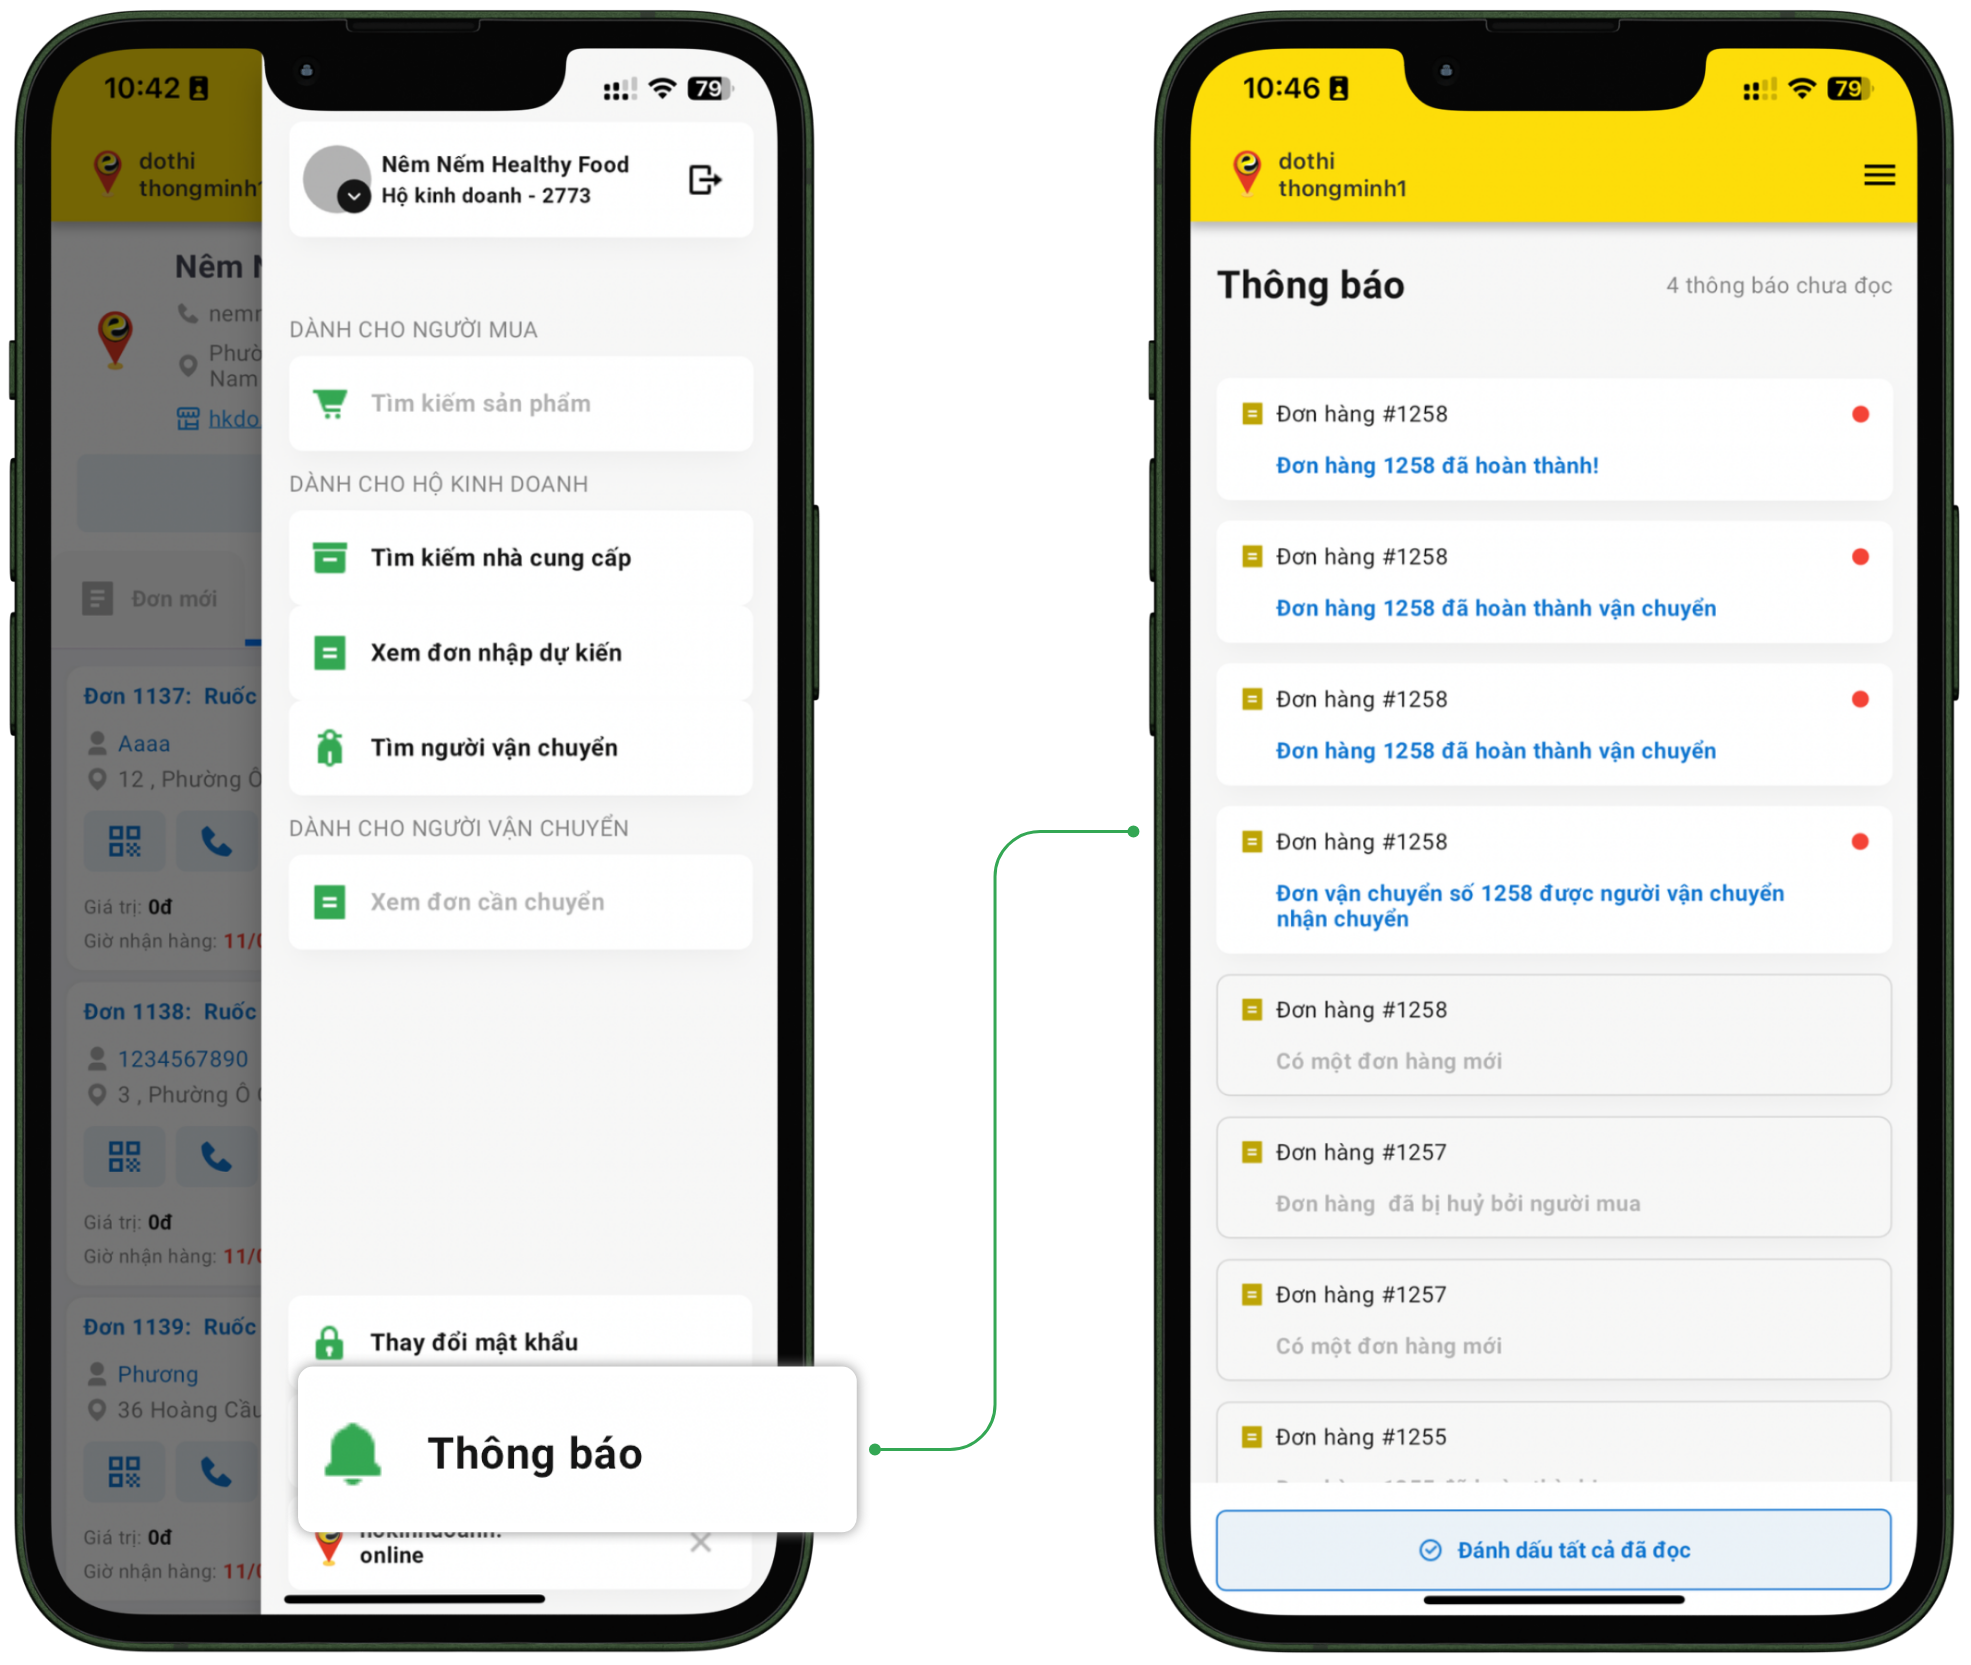 10:42
79
dothi
thongminh1
Nêm
Phườ
Nam
hkdo
Đơn mới
Đơn 1137: Ruốc
Aaaa
12 , Phường Ô
Giá trị: 0đ
Giờ nhận hàng: 11/0
Đơn 1138: Ruốc
1234567890
3 , Phường Ô
Giá trị: 0đ
Giờ nhận hàng: 11/0
Đơn 1139: Ruốc
Phương
36 Hoàng Cầu
Giá trị: 0đ
Giờ nhận hàng: 11/0
Nêm Nếm Healthy Food
Hộ kinh doanh - 2773
DÀNH CHO NGƯỜI MUA
Tìm kiếm sản phẩm
DÀNH CHO HỘ KINH DOANH
Tìm kiếm nhà cung cấp
Xem đơn nhập dự kiến
Tìm người vận chuyển
DÀNH CHO NGƯỜI VẬN CHUYỂN
Xem đơn cần chuyển
Thay đổi mật khẩu
Thông báo
online
10:46
79
dothi
thongminh1
Thông báo
4 thông báo chưa đọc
Đơn hàng #1258
Đơn hàng 1258 đã hoàn thành!
Đơn hàng #1258
Đơn hàng 1258 đã hoàn thành vận chuyển
Đơn hàng #1258
Đơn hàng 1258 đã hoàn thành vận chuyển
Đơn hàng #1258
Đơn vận chuyển số 1258 được người vận chuyển
nhận chuyển
Đơn hàng #1258
Có một đơn hàng mới
Đơn hàng #1257
Đơn hàng  đã bị huỷ bởi người mua
Đơn hàng #1257
Có một đơn hàng mới
Đơn hàng #1255
Đánh dấu tất cả đã đọc